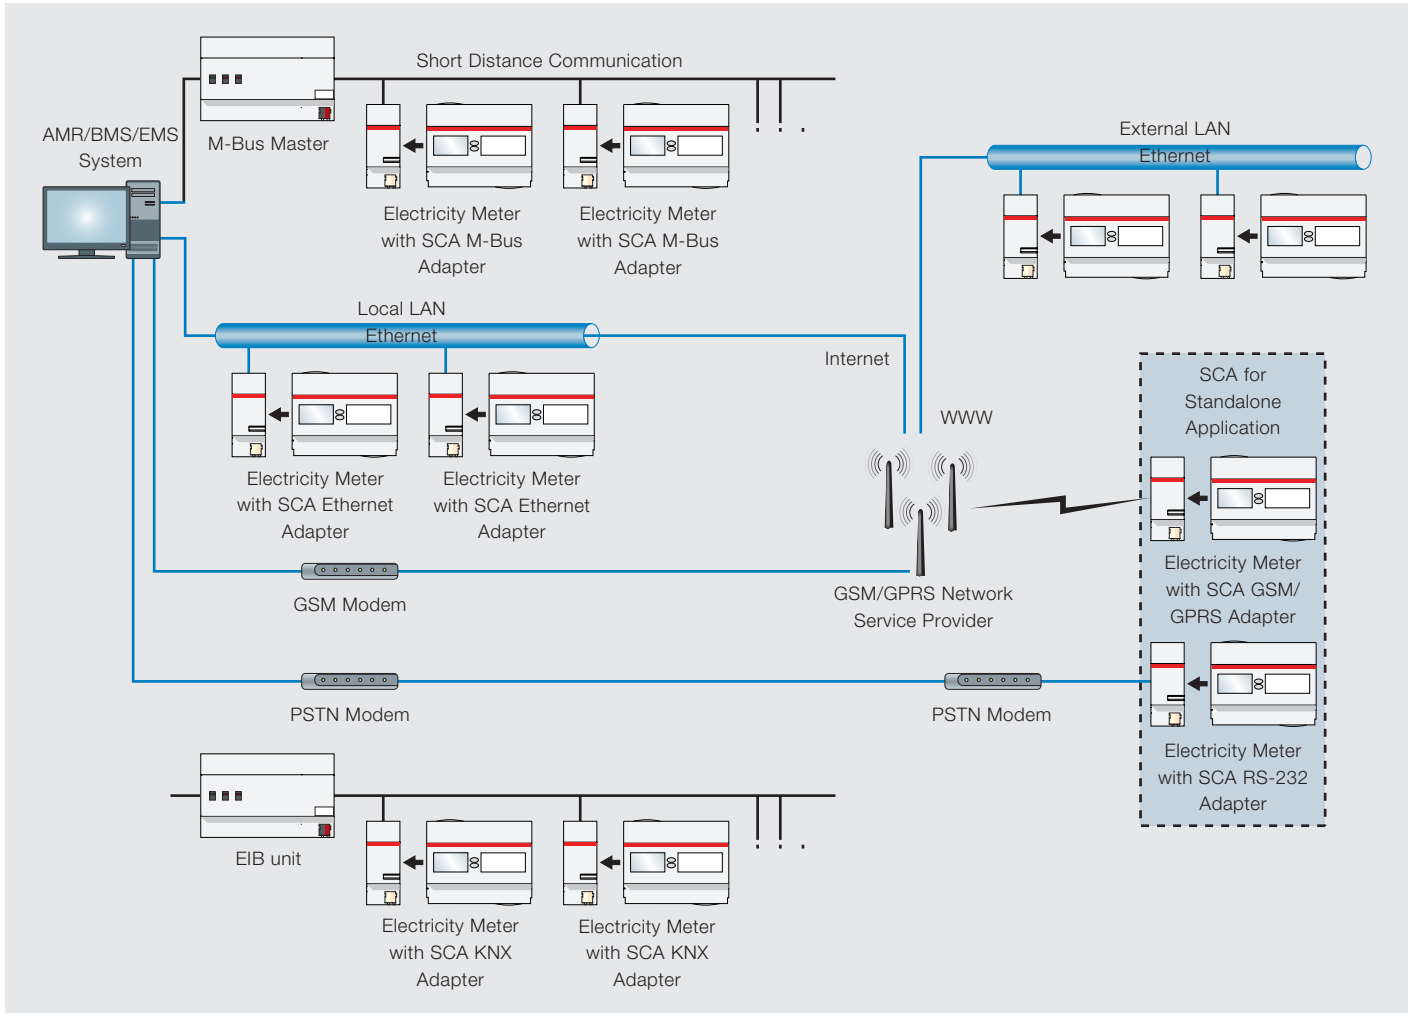 Short Distance Communication
AMR/BMS/EMS
System
M-Bus Master
Electricity Meter
with SCA M-Bus
Adapter
Electricity Meter
with SCA M-Bus
Adapter
External LAN
Ethernet
Local LAN
Ethernet
Internet
WWW
Electricity Meter
with SCA Ethernet
Adapter
Electricity Meter
with SCA Ethernet
Adapter
SCA for
Standalone
Application
GSM Modem
GSM/GPRS Network
Service Provider
Electricity Meter
with SCA GSM/
GPRS Adapter
PSTN Modem
PSTN Modem
Electricity Meter
with SCA RS-232
Adapter
EIB unit
Electricity Meter
with SCA KNX
Adapter
Electricity Meter
with SCA KNX
Adapter